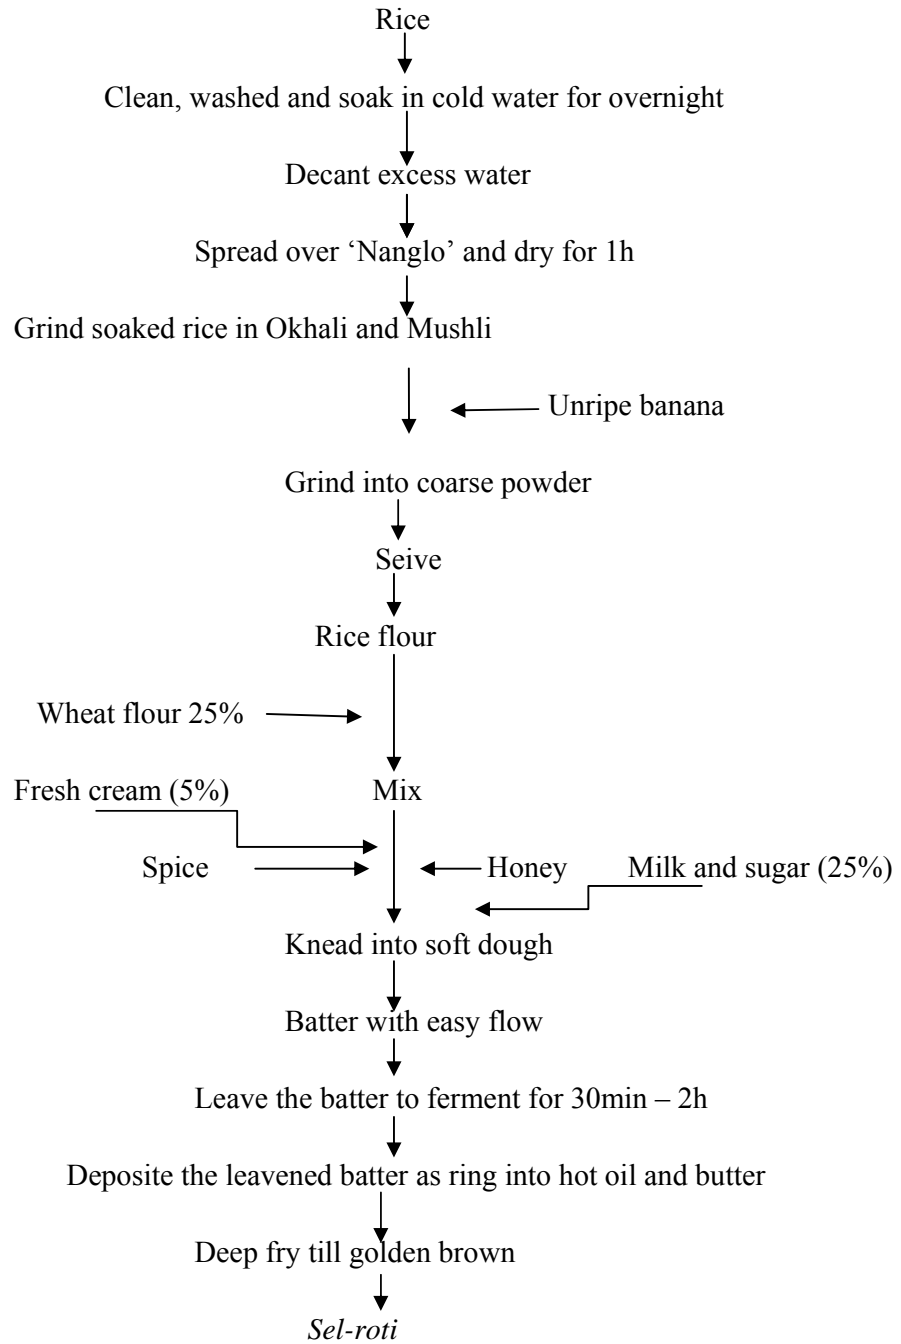 Rice
Clean, washed and soak in cold water for overnight
Decant excess water
Spread over ‘Nanglo’ and dry for 1h
Grind soaked rice in Okhali and Mushli
Unripe banana
Grind into coarse powder
Seive
Rice flour
Wheat flour 25%
Fresh cream (5%)
Mix
Spice
Honey
Milk and sugar (25%)
Knead into soft dough
Batter with easy flow
Leave the batter to ferment for 30min – 2h
Deposite the leavened batter as ring into hot oil and butter
Deep fry till golden brown
Sel-roti